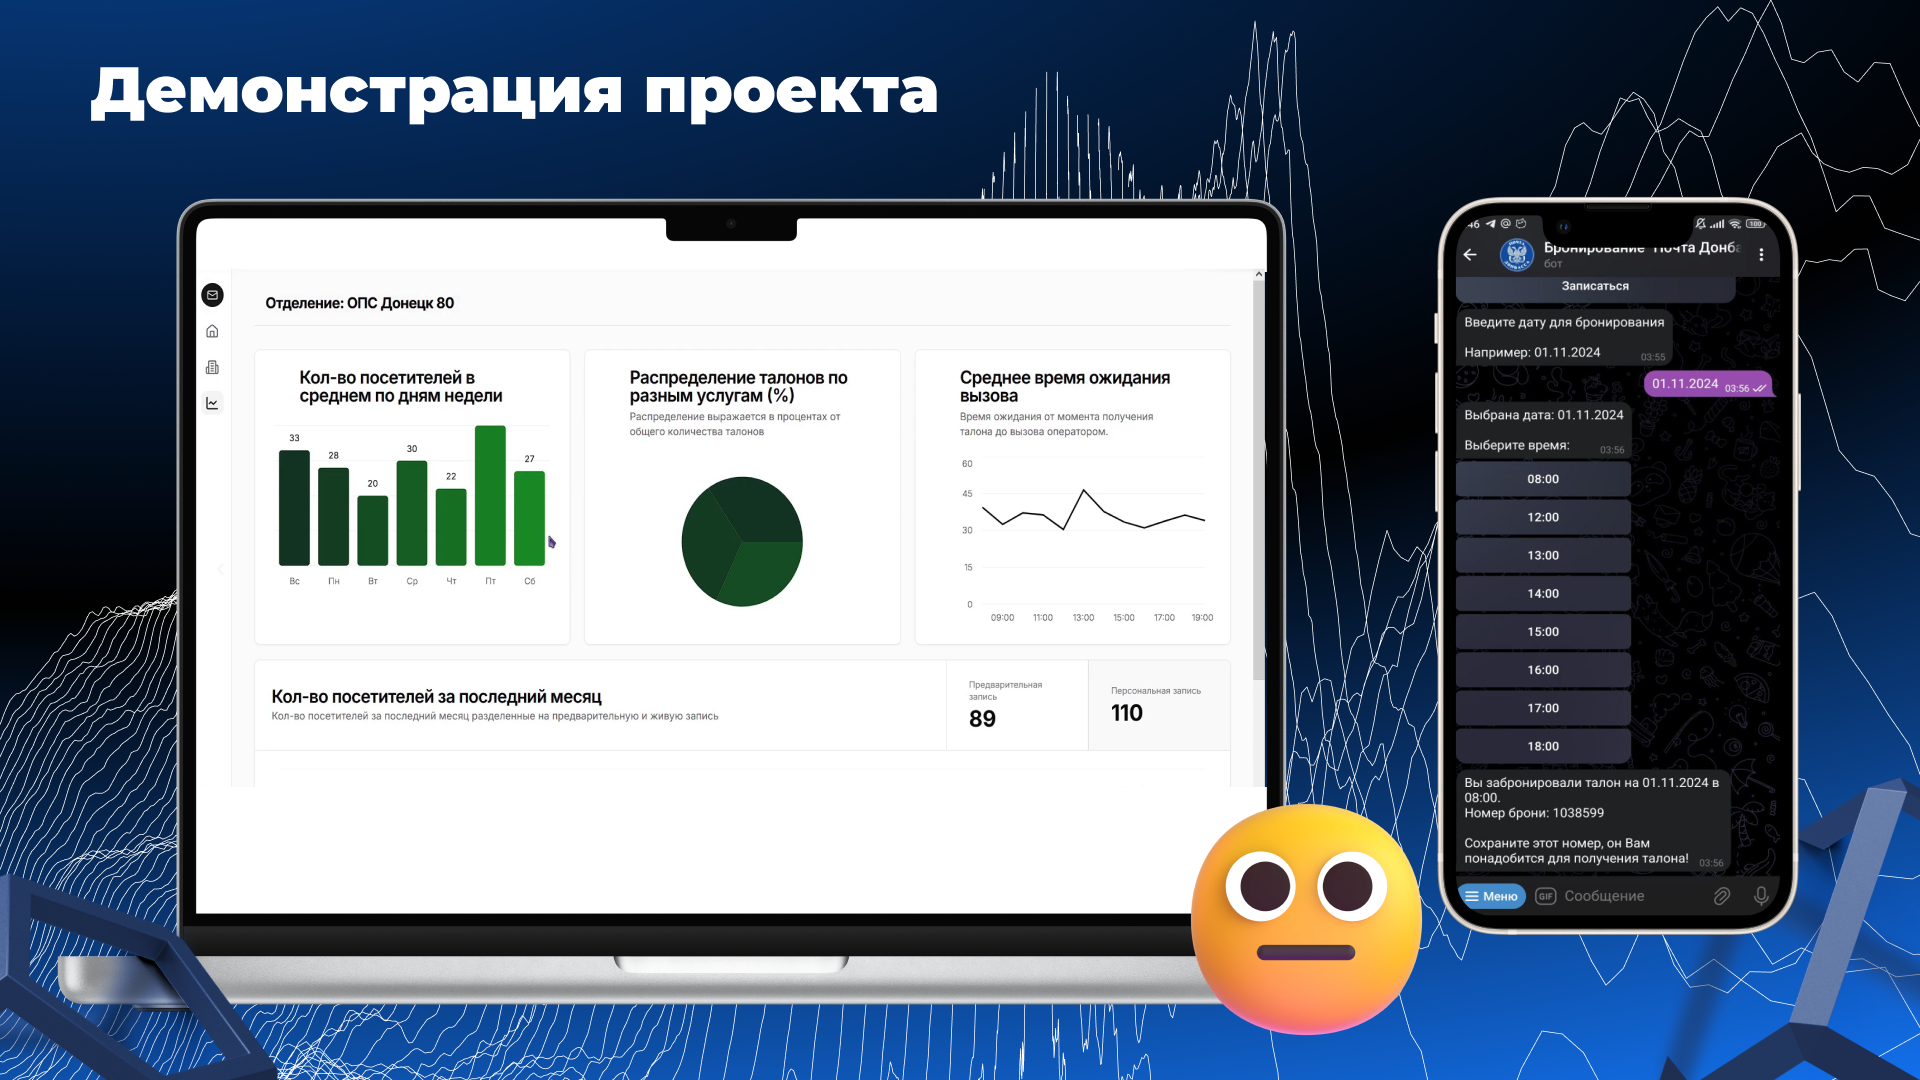 Демонстрация проекта
Отделение: ОПС Донецк 80
Кол-во посетителей в
среднем по дням недели
33
28
20
30
22
27
Вс
Пн
Вт
Ср
Чт
Пт
Сб
Распределение талонов по
разным услугам (%)
Распределение выражается в процентах от
общего количества талонов
Среднее время ожидания
вызова
Время ожидания от момента получения
талона до вызова оператором.
60
45
30
15
0
09:00
11:00
13:00
15:00
17:00
19:00
Кол-во посетителей за последний месяц
Кол-во посетителей за последний месяц разделенные на предварительную и живую запись
Предварительная
запись
89
Персональная запись
110
46
100
Бронирование "Почта Донба
бот
Записаться
Введите дату для бронирования
Например: 01.11.2024
03:55
01.11.2024
03:56
Выбрана дата: 01.11.2024
Выберите время:
03:56
08:00
12:00
13:00
14:00
15:00
16:00
17:00
18:00
Вы забронировали талон на 01.11.2024 в
08:00.
Номер брони: 1038599
Сохраните этот номер, он Вам
понадобится для получения талона!
03:56
Меню
GIF
Сообщение